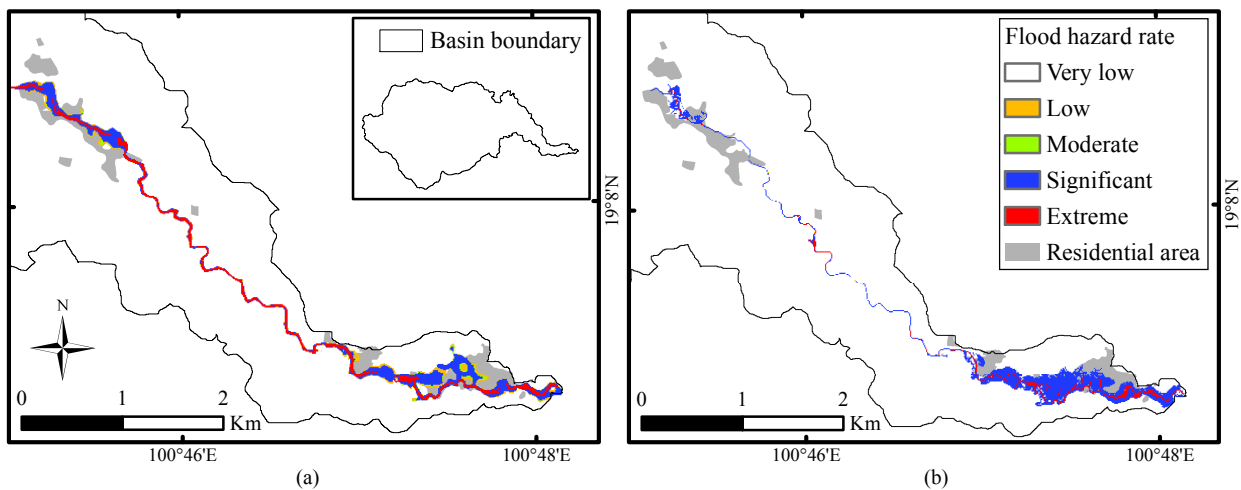 Basin boundary
N
0 1 2
Km
100°46'E
100°48'E
19°8'N
(a)
Flood hazard rate
Very low
Low
Moderate
Significant
Extreme
Residential area
0 1 2
Km
100°46'E
100°48'E
19°8'N
(b)